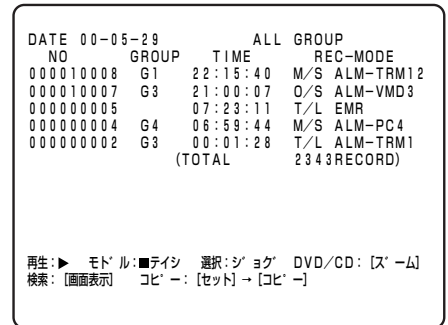 DATE 00-05-29 ALL GROUP
NO GROUP TIME REC-MODE
000010008 G1 22:15:40 M/S ALM-TRM12
000010007 G3 21:00:07 O/S ALM-VMD3
000000005 07:23:11 T/L EMR
000000004 G4 06:59:44 M/S ALM-PC4
000000002 G3 00:01:28 T/L ALM-TRM1
(TOTAL 2343RECORD)
再生:▶ モドル:■テイシ 選択:ジョグ DVD/CD:[ズーム]
検索:[画面表示] コピー:[セット]→[コピー]